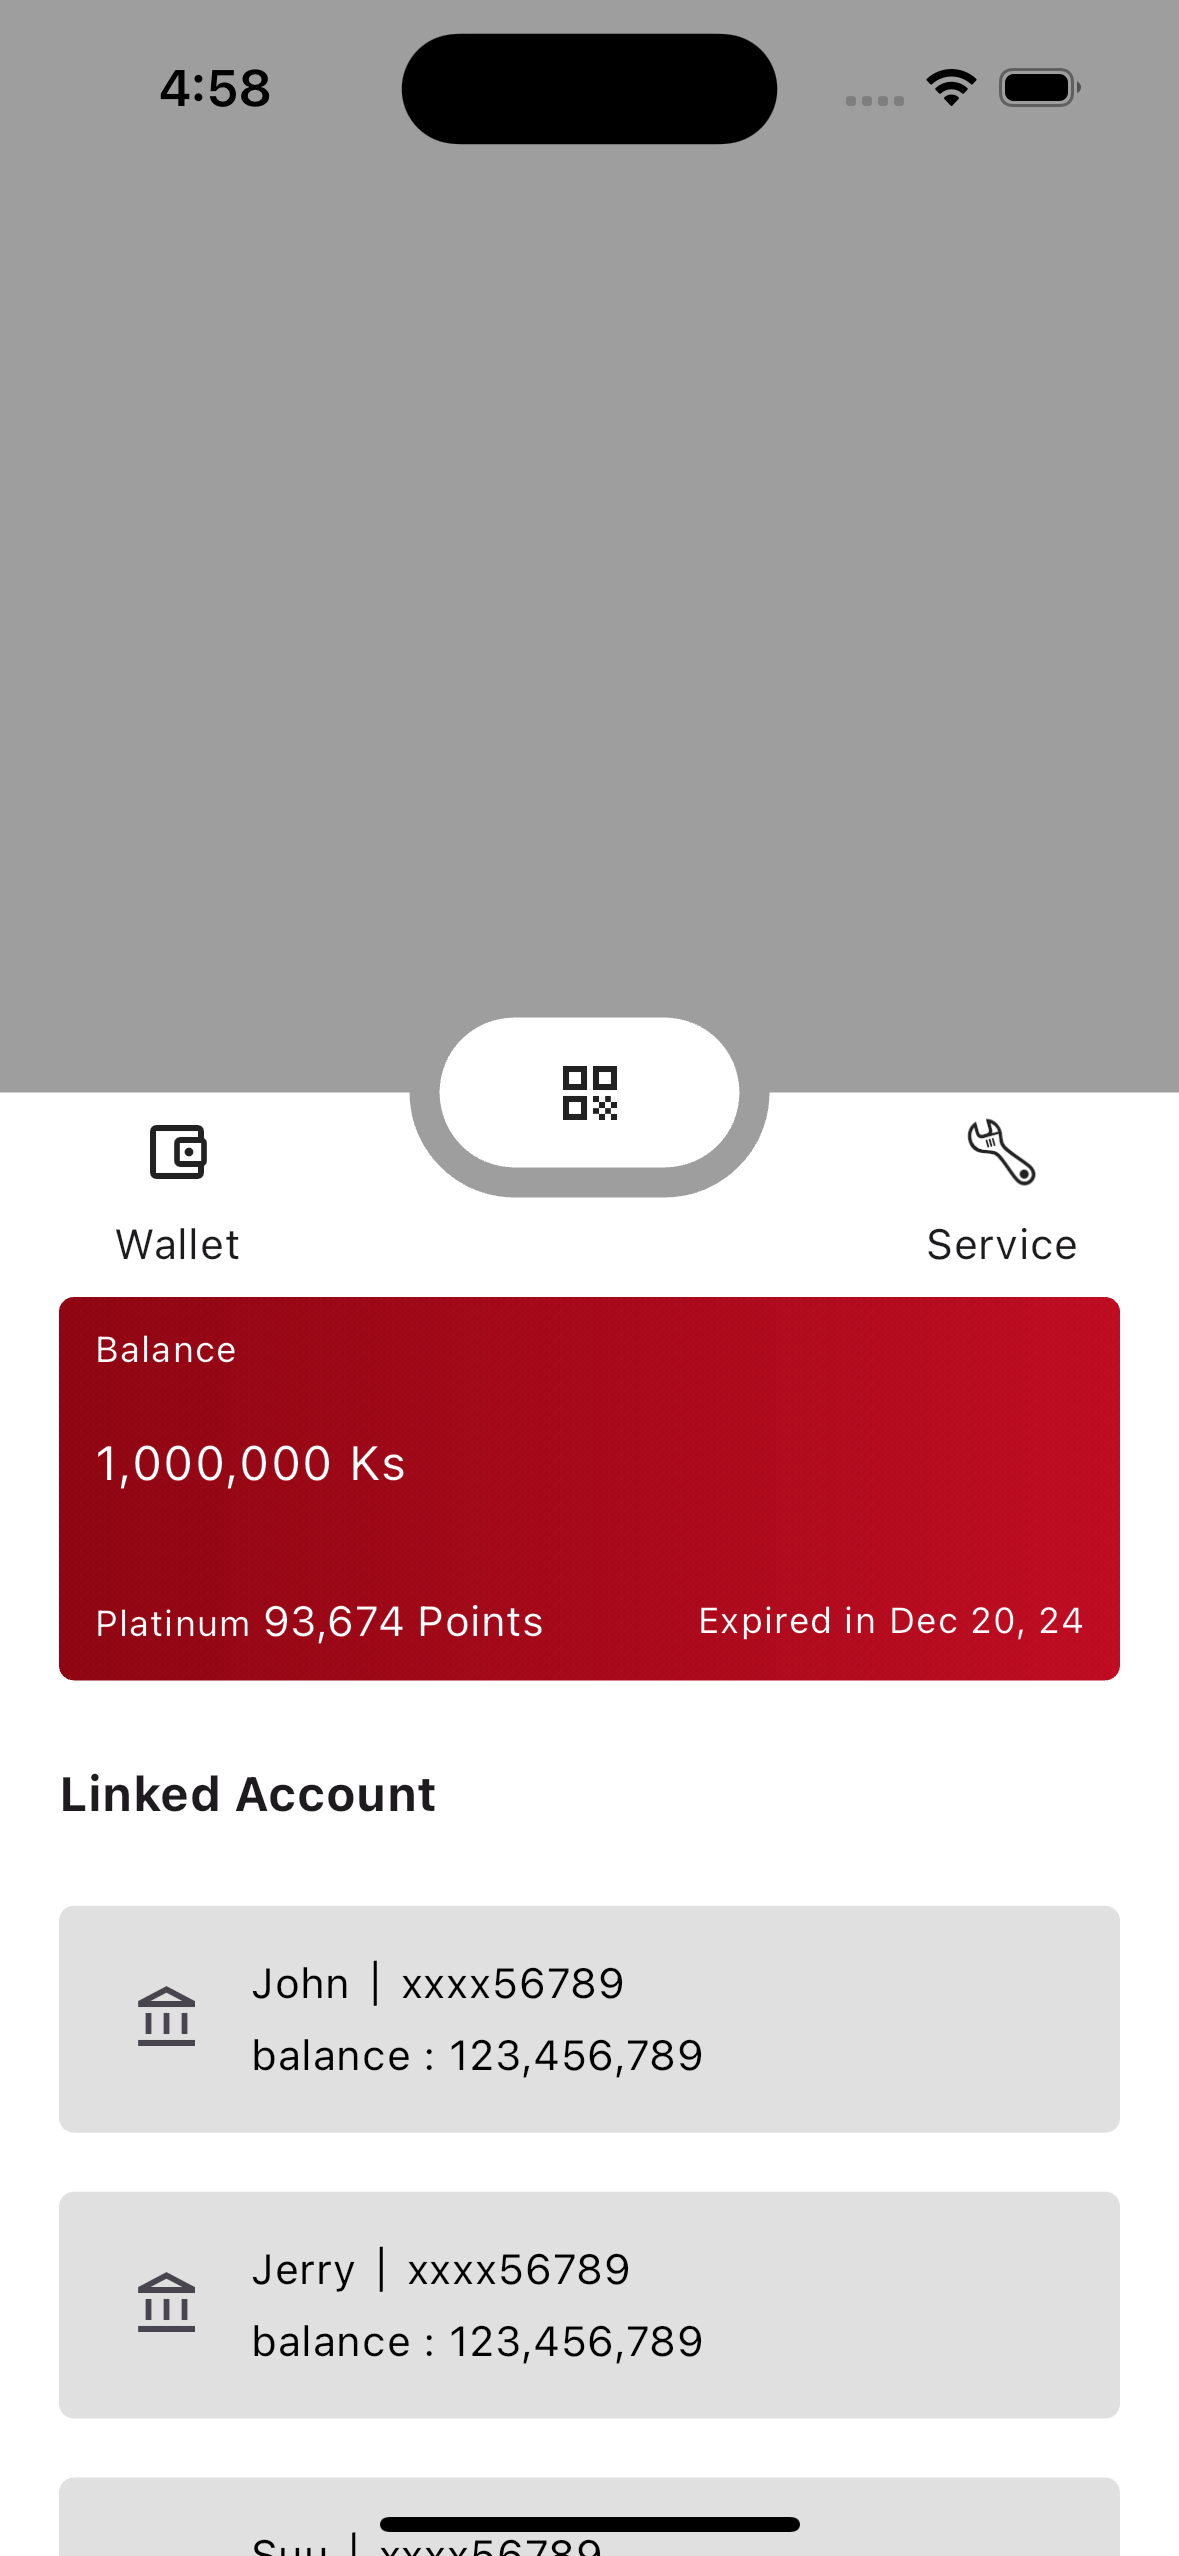 4:58
Wallet
Service
Balance
1,000,000 Ks
Platinum 93,674 Points
Expired in Dec 20, 24
Linked Account
John | xxxx56789
balance : 123,456,789
Jerry | xxxx56789
balance : 123,456,789
Suu | xxxx56789